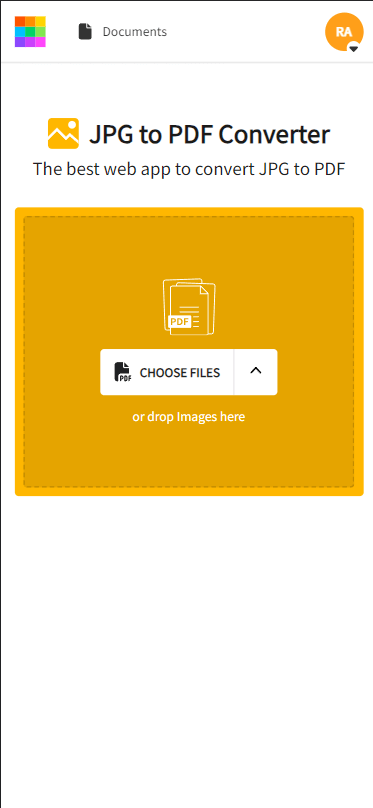 Documents
RA
JPG to PDF Converter
The best web app to convert JPG to PDF
PDF
PDF
CHOOSE FILES
or drop Images here